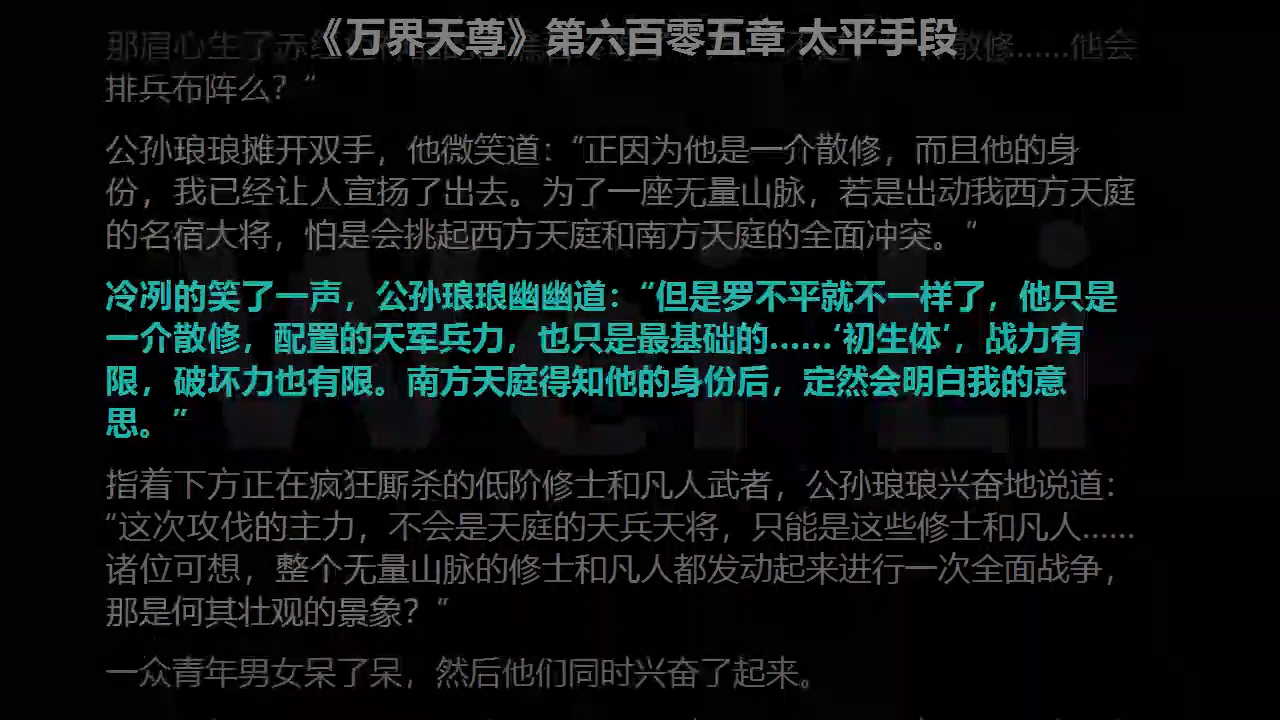 《万界天尊》第六百零五章 太平手段
那眉心生了赤红
散修……他会
排兵布阵么？”
公孙琅琅摊开双手，他微笑道：“正因为他是一介散修，而且他的身
份，我已经让人宣扬了出去。为了一座无量山脉，若是出动我西方天庭
的名宿大将，怕是会挑起西方天庭和南方天庭的全面冲突。”
冷冽的笑了一声，公孙琅琅幽幽道：“但是罗不平就不一样了，他只是
一介散修，配置的天军兵力，也只是最基础的……‘初生体’，战力有
限，破坏力也有限。南方天庭得知他的身份后，定然会明白我的意
思。”
指着下方正在疯狂厮杀的低阶修士和凡人武者，公孙琅琅兴奋地说道：
“这次攻伐的主力，不会是天庭的天兵天将，只能是这些修士和凡人……
诸位可想，整个无量山脉的修士和凡人都发动起来进行一次全面战争，
那是何其壮观的景象？”
一众青年男女呆了呆，然后他们同时兴奋了起来。
Wei Li